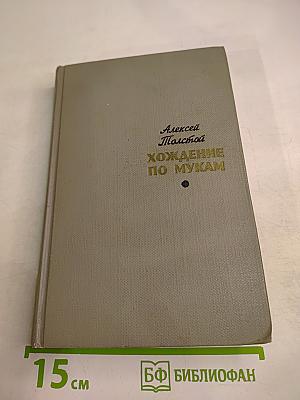 Алексей
Толстой
ХОЖДЕНИЕ
ПО МУКАМ
15 см
БФ БИБЛИОФАН